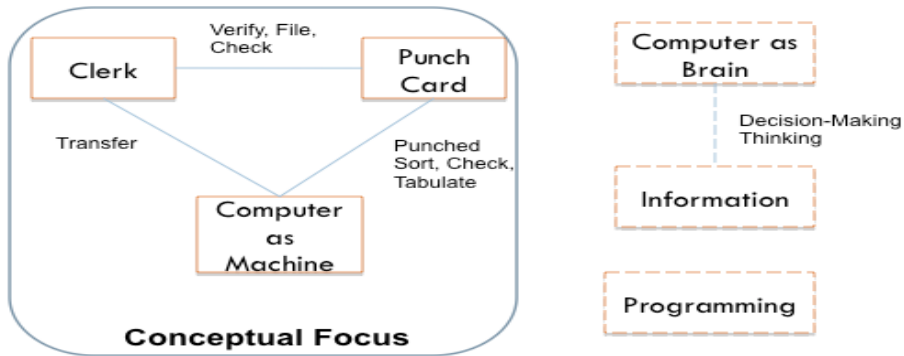 Verify, File,
Check
Clerk
Punch
Card
Transfer
Punched
Sort, Check,
Tabulate
Computer
as
Machine
Conceptual Focus
Computer as
Brain
Decision-Making
Thinking
Information
Programming